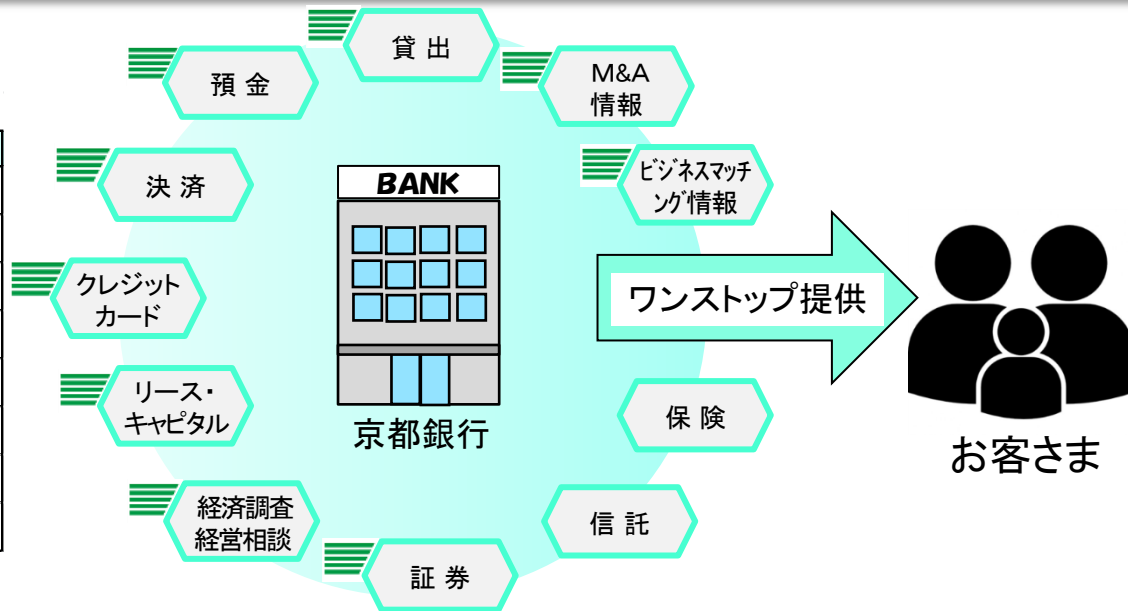 貸 出
預 金
M&A
情報
決 済
BANK
ビジネスマッチ
ング情報
クレジット
カード
ワンストップ提供
リース・
キャピタル
京都銀行
保 険
お客さま
経済調査
経営相談
信 託
証 券